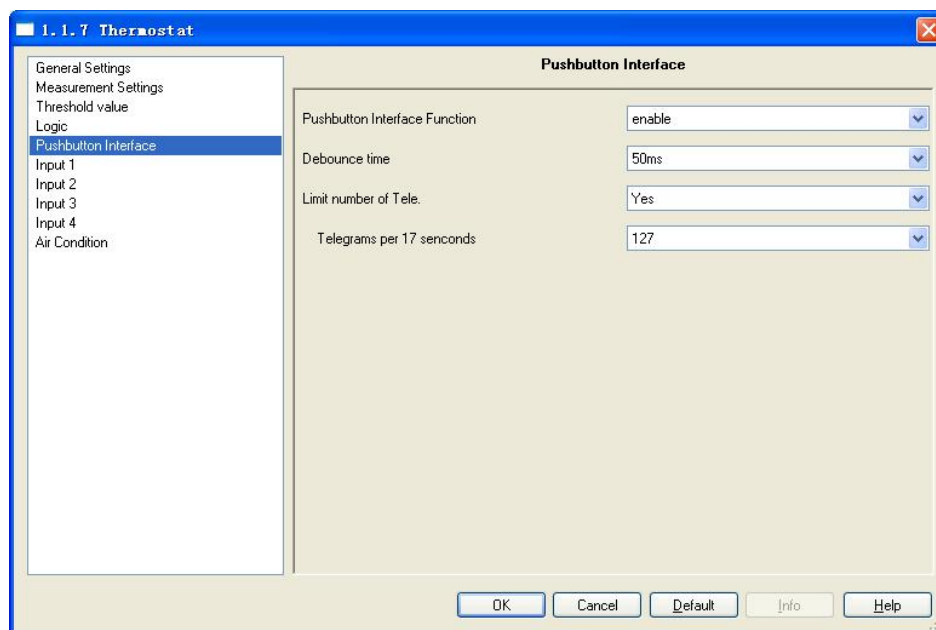 1.1.7 Thermostat
General Settings
Measurement Settings
Threshold value
Logic
Pushbutton Interface
Input 1
Input 2
Input 3
Input 4
Air Condition
Pushbutton Interface
Pushbutton Interface Function enable
Debounce time 50ms
Limit number of Tele. Yes
Telegrams per 17 senconds 127
OK Cancel Default Info Help